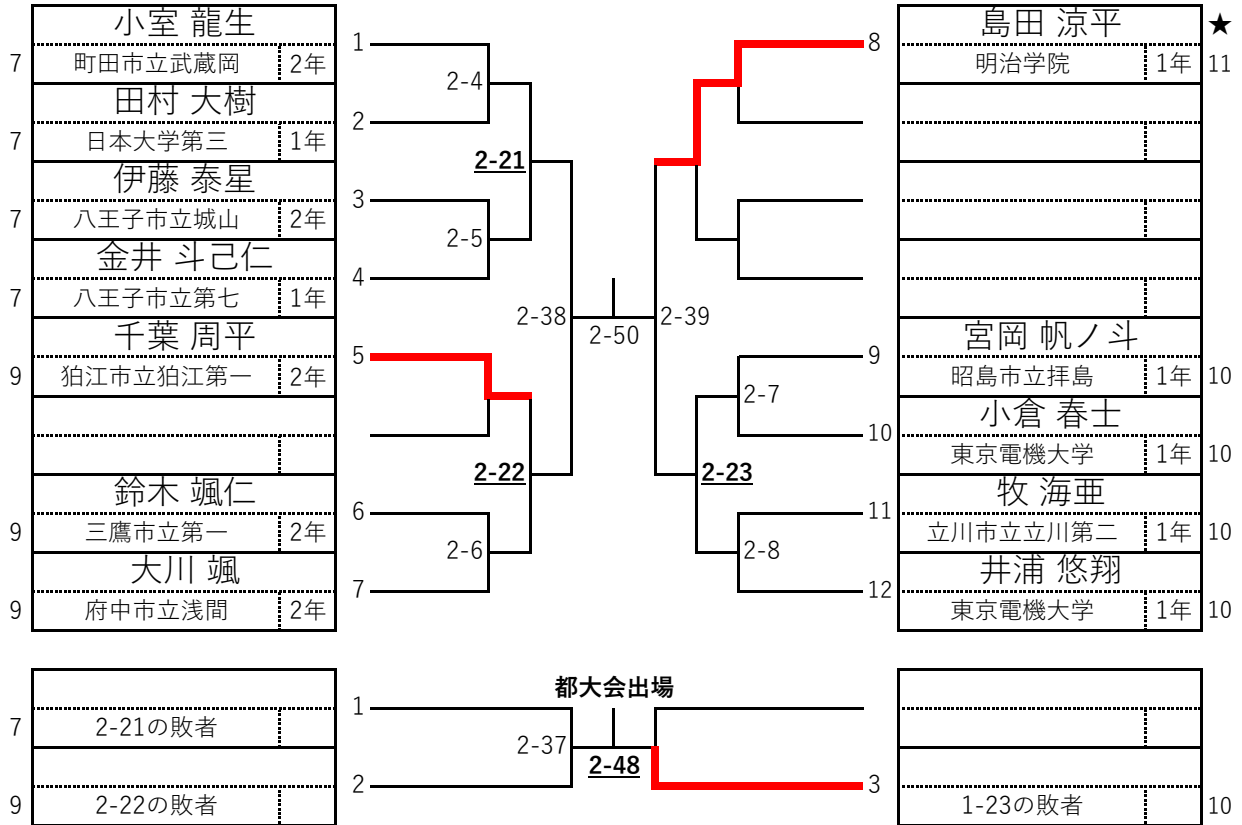 小室 龍生
7 町田市立武蔵岡 2年 1
2-4
田村 大樹
7 日本大学第三 1年 2
2-21
伊藤 泰星
7 八王子市立城山 2年 3
2-5
金井 斗己仁
7 八王子市立第七 1年 4
2-38
千葉 周平
9 狛江市立狛江第一 2年 5
2-22
鈴木 颯仁
9 三鷹市立第一 2年 6
2-6
大川 颯
9 府中市立浅間 2年 7
2-50
島田 涼平 ★
8 明治学院 1年 11
2-39
宮岡 帆ノ斗
9 昭島市立拝島 1年 10
2-7
小倉 春士
10 東京電機大学 1年 10
2-23
牧 海亜
11 立川市立立川第二 1年 10
2-8
井浦 悠翔
12 東京電機大学 1年 10
都大会出場
7 2-21の敗者 1
2-37
2-48
9 2-22の敗者 2
3 1-23の敗者 10